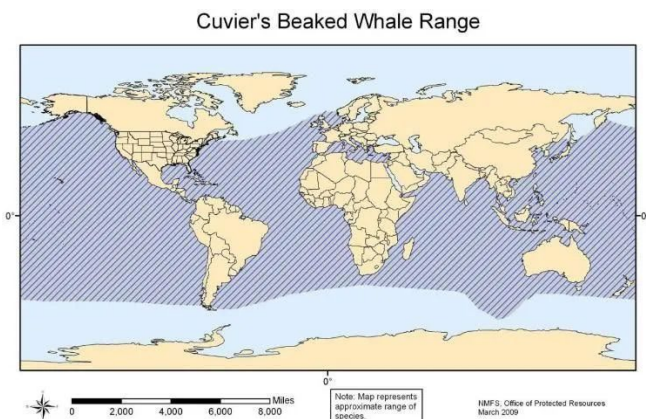 Cuvier's Beaked Whale Range
0°
0°
0°
Miles
0 2,000 4,000 6,000 8,000
Note: Map represents
approximate range of
species.
NMFS, Office of Protected Resources
March 2009